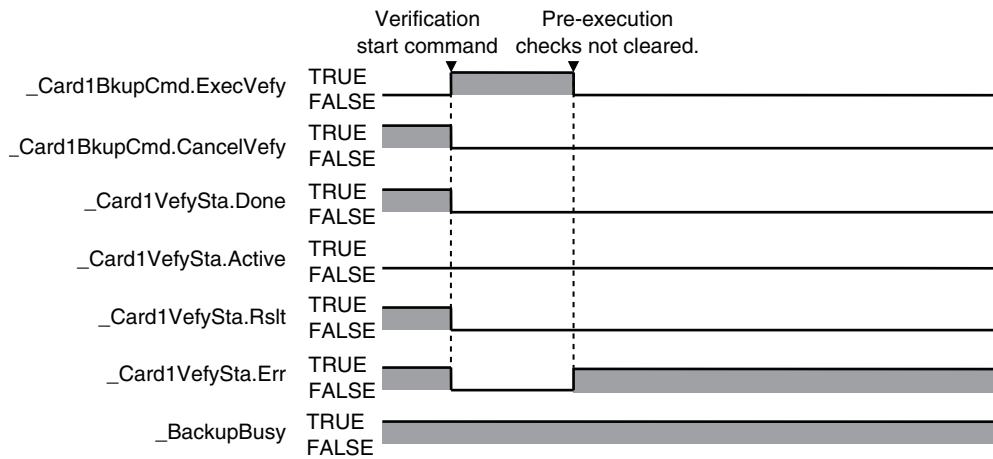 Verification
start command
Pre-execution
checks not cleared.
_Card1BkupCmd.ExecVefy
TRUE
FALSE
_Card1BkupCmd.CancelVefy
TRUE
FALSE
_Card1VefySta.Done
TRUE
FALSE
_Card1VefySta.Active
TRUE
FALSE
_Card1VefySta.Rslt
TRUE
FALSE
_Card1VefySta.Err
TRUE
FALSE
_BackupBusy
TRUE
FALSE